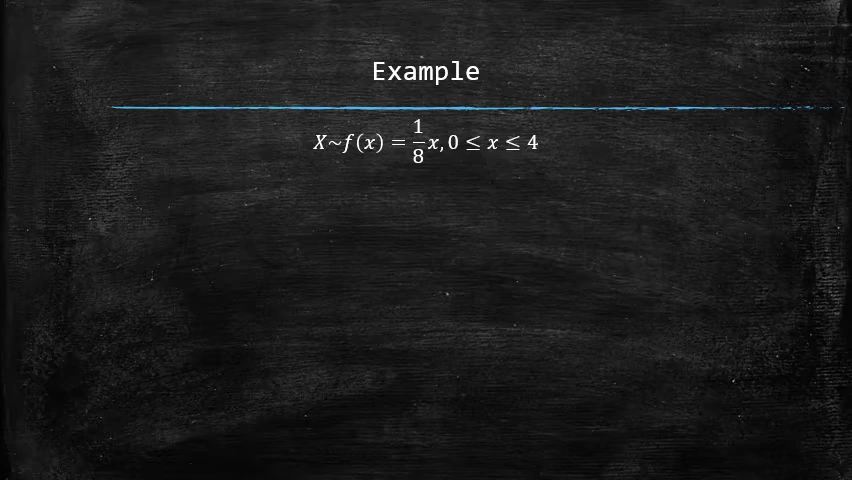 Example
X~f(x) = 1/8 x, 0 ≤ x ≤ 4